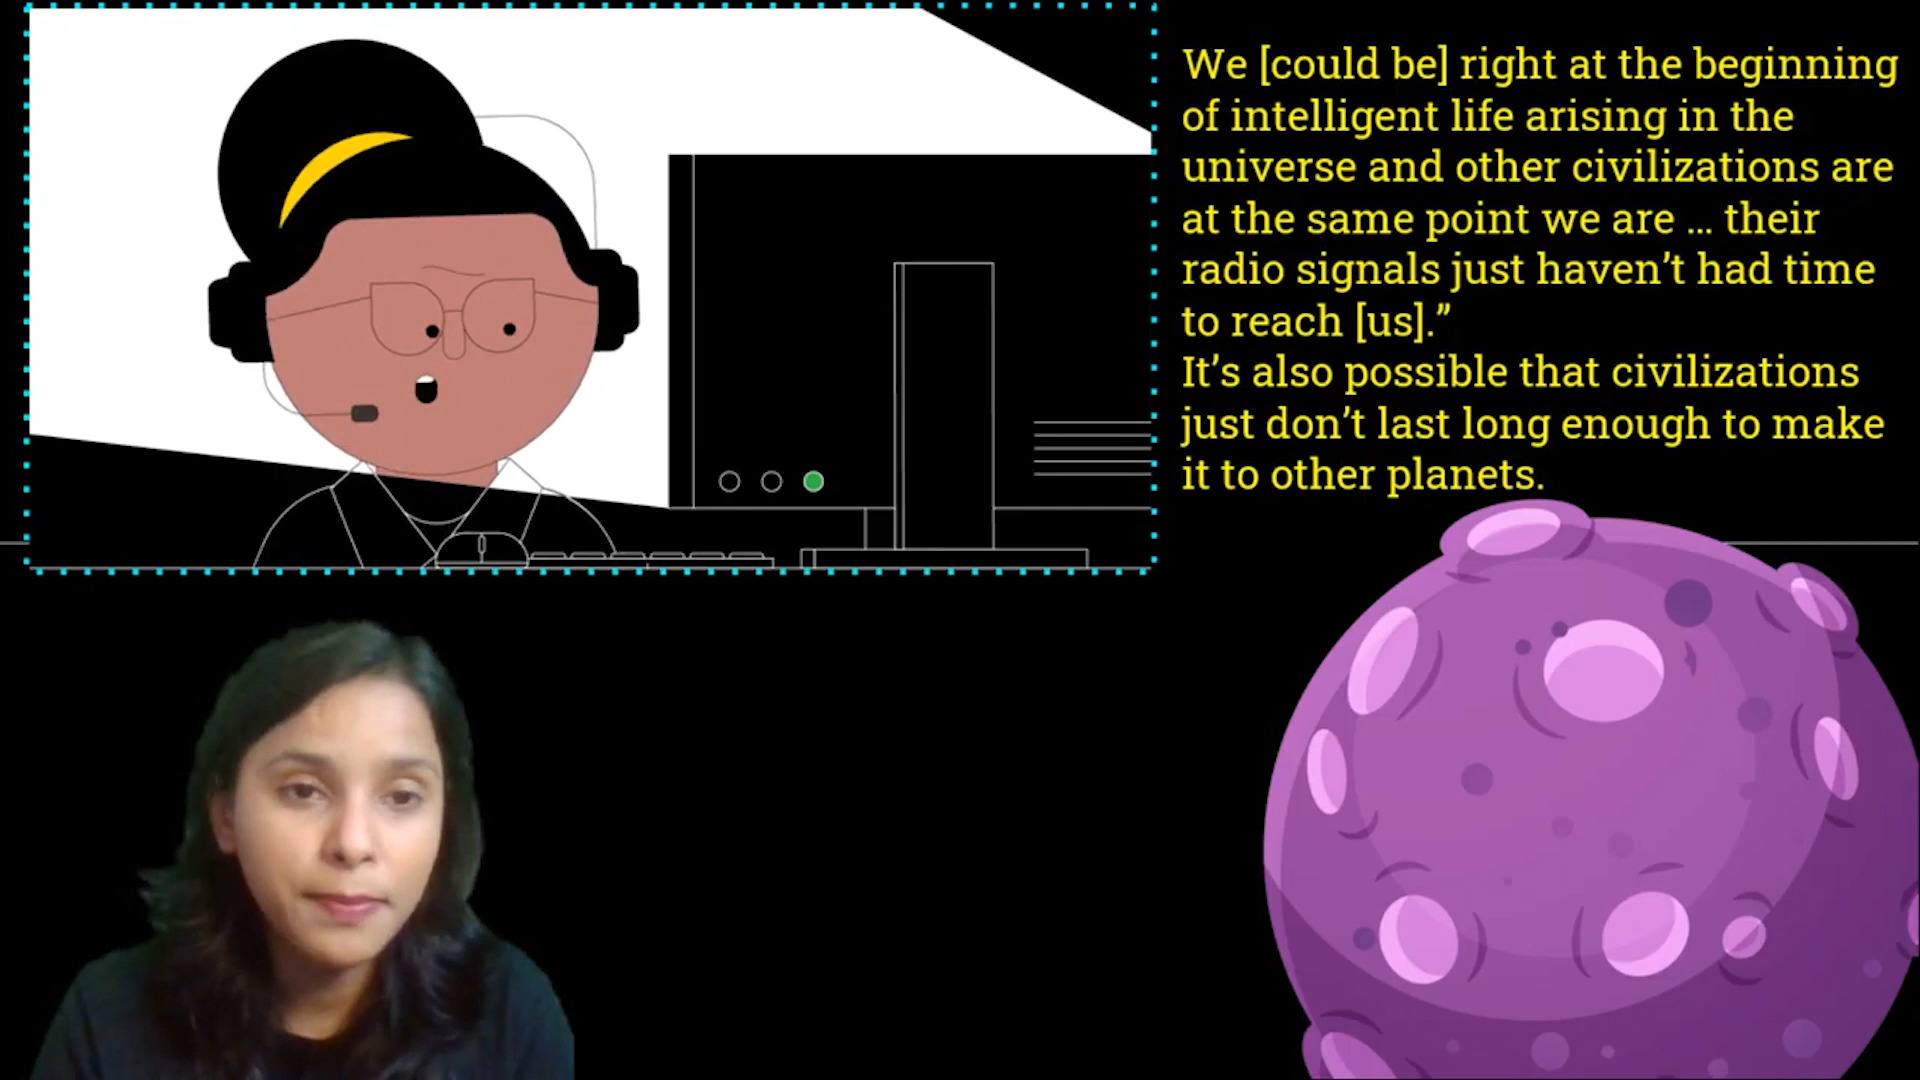 We [could be] right at the beginning
of intelligent life arising in the
universe and other civilizations are
at the same point we are … their
radio signals just haven’t had time
to reach [us].”
It’s also possible that civilizations
just don’t last long enough to make
it to other planets.